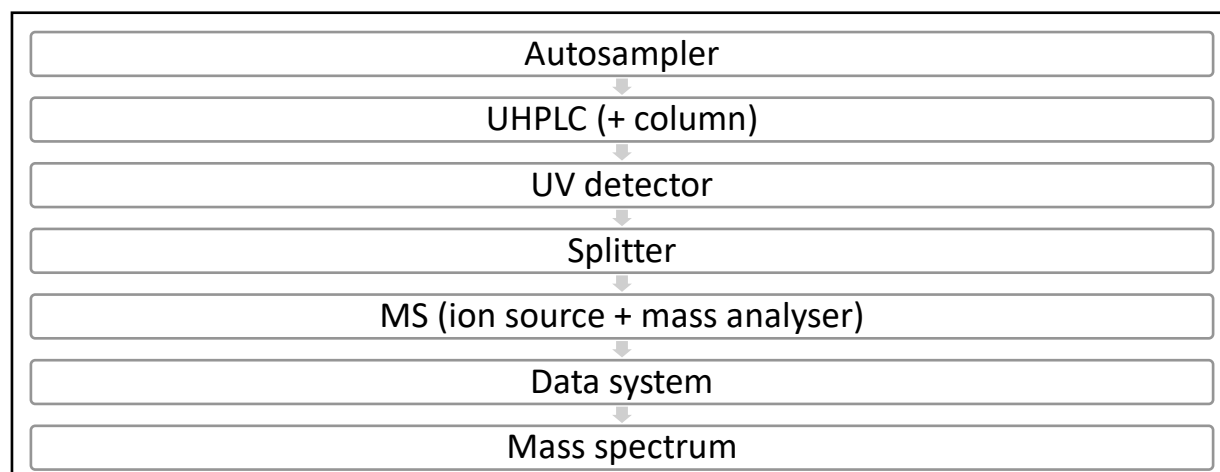 Autosampler
UHPLC (+ column)
UV detector
Splitter
MS (ion source + mass analyser)
Data system
Mass spectrum